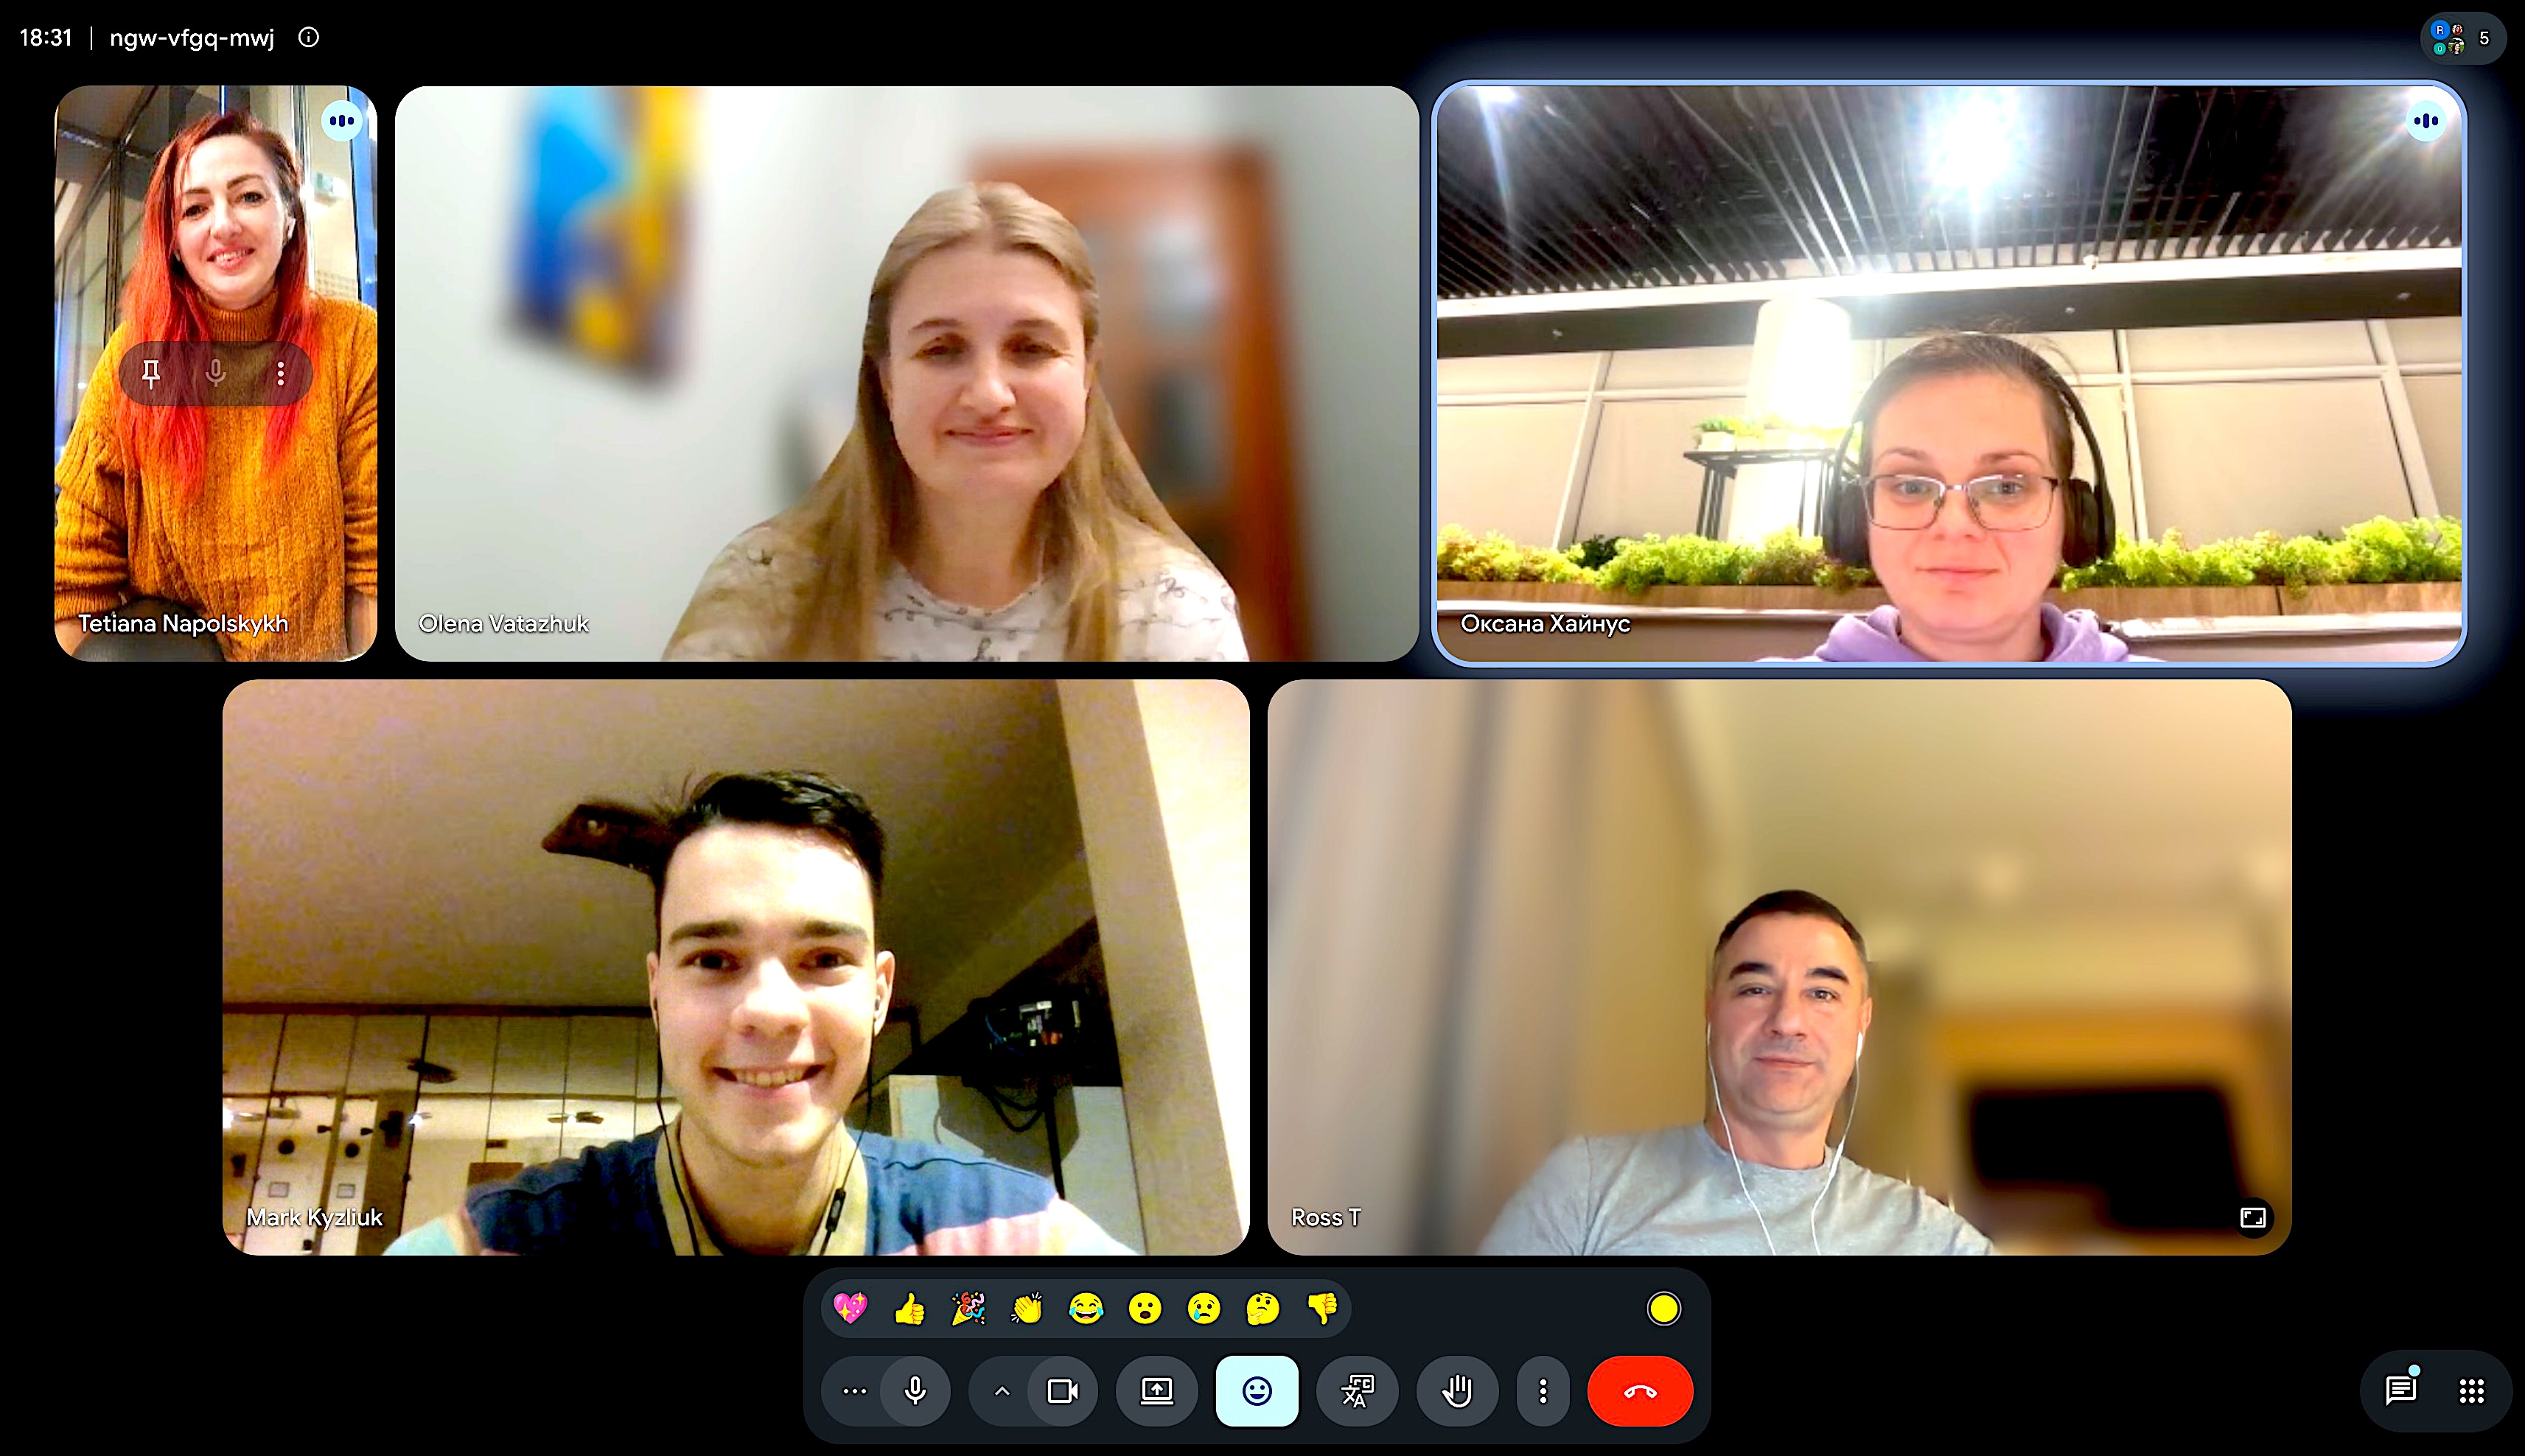 18:31 | ngw-vfgq-mwj
5
Tetiana Napolskykh
Olena Vatazhuk
Оксана Хайнус
Mark Kyzliuk
Ross T